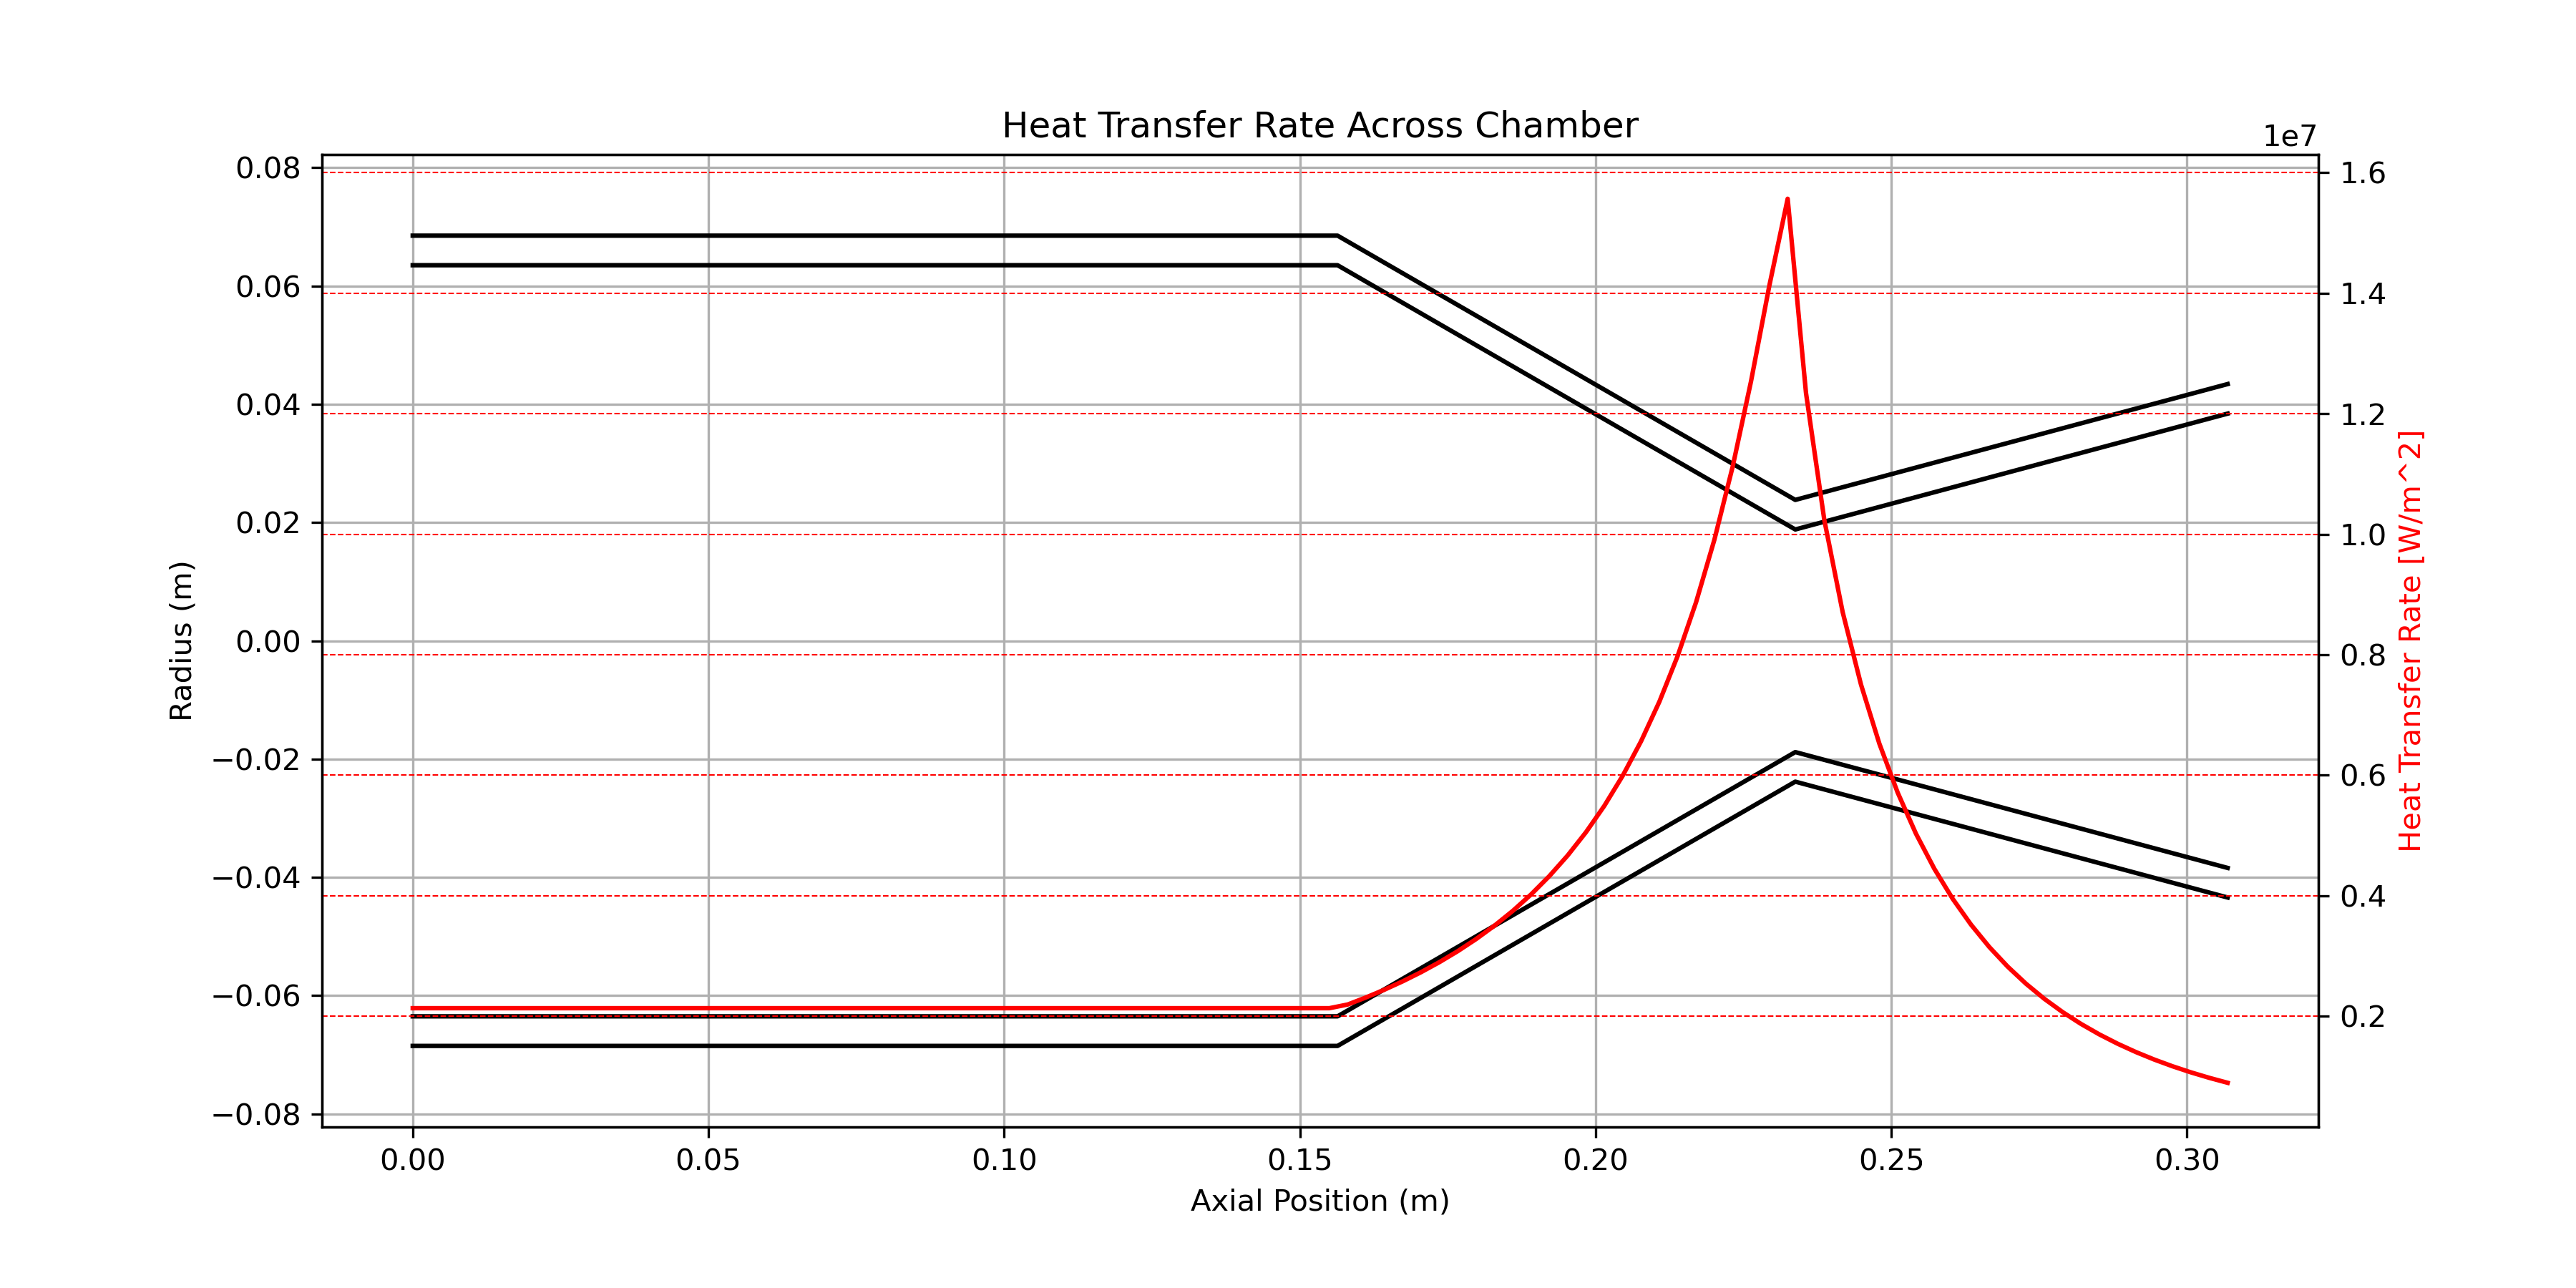 Heat Transfer Rate Across Chamber
1e7
0.08
0.06
0.04
0.02
0.00
−0.02
−0.04
−0.06
−0.08
Radius (m)
1.6
1.4
1.2
1.0
0.8
0.6
0.4
0.2
Heat Transfer Rate [W/m^2]
0.00 0.05 0.10 0.15 0.20 0.25 0.30
Axial Position (m)